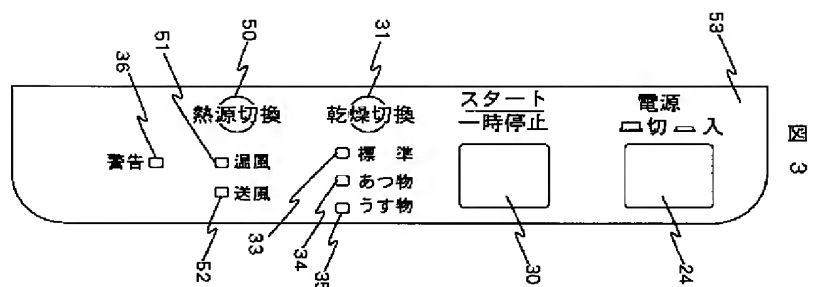 図3
36
51
50
31
53
熱源切換
乾燥切換
スタート
一時停止
電源
切 入
警告
温風
送風
標準
あつ物
うす物
52
33
34
35
30
24